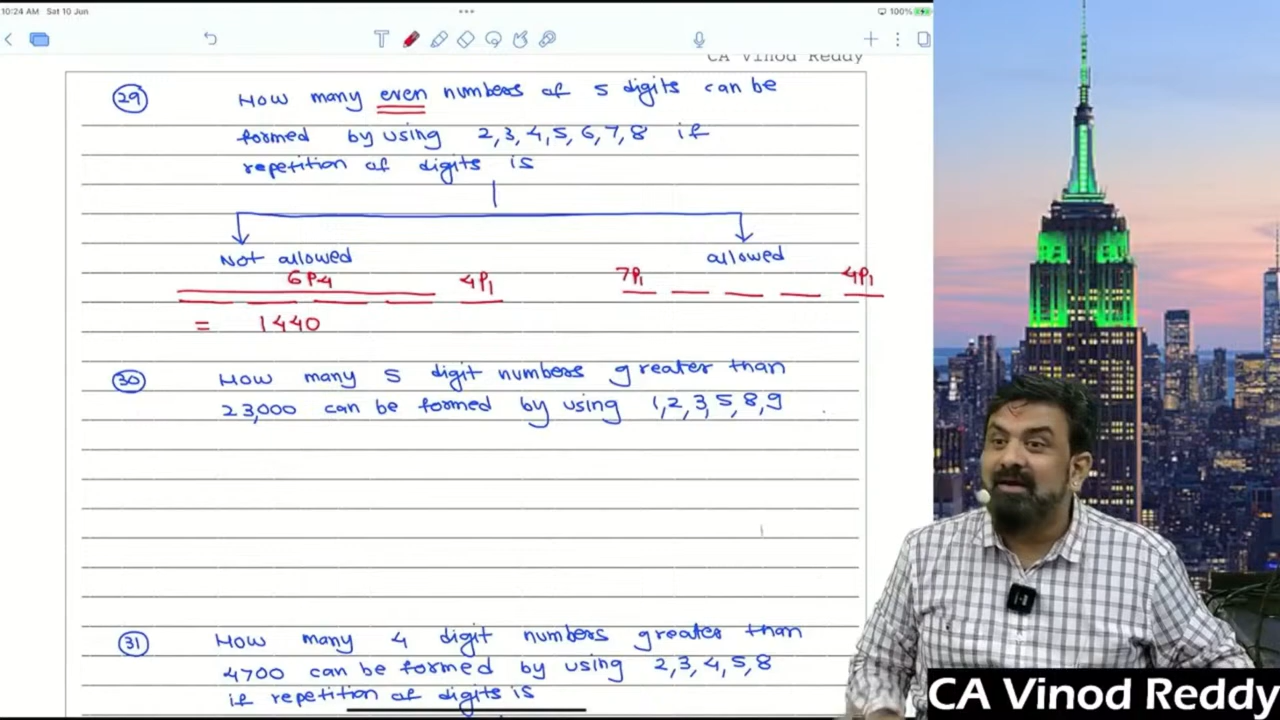 10:24 AM Sat 10 Jun
100%
CA Vinod Reddy
29 How many even numbers of 5 digits can be
formed by using 2,3,4,5,6,7,8 if
repetition of digits is
Not allowed allowed
6P4 4P1 7P1 4P1
= 1440
30 How many 5 digit numbers greater than
23,000 can be formed by using 1,2,3,5,8,9
31 How many 4 digit numbers greater than
4700 can be formed by using 2,3,4,5,8
if repetition of digits is
CA Vinod Reddy